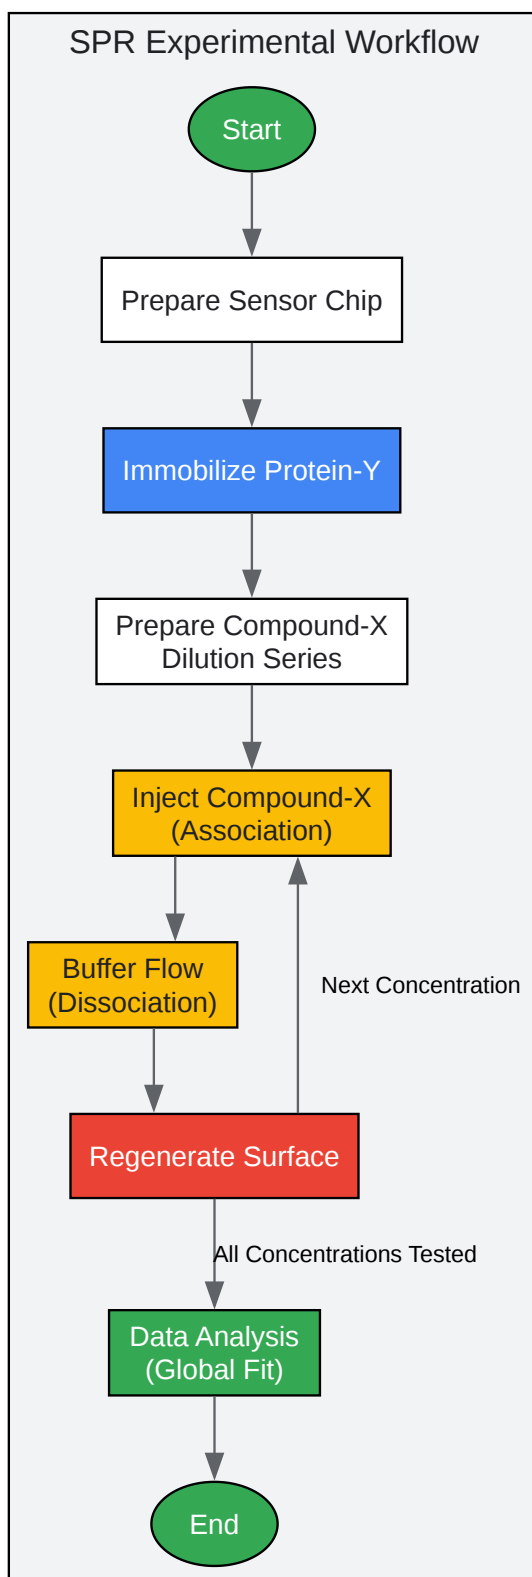 SPR Experimental Workflow
Start
Prepare Sensor Chip
Immobilize Protein-Y
Prepare Compound-X
Dilution Series
Inject Compound-X
(Association)
Buffer Flow
(Dissociation)
Next Concentration
Regenerate Surface
All Concentrations Tested
Data Analysis
(Global Fit)
End